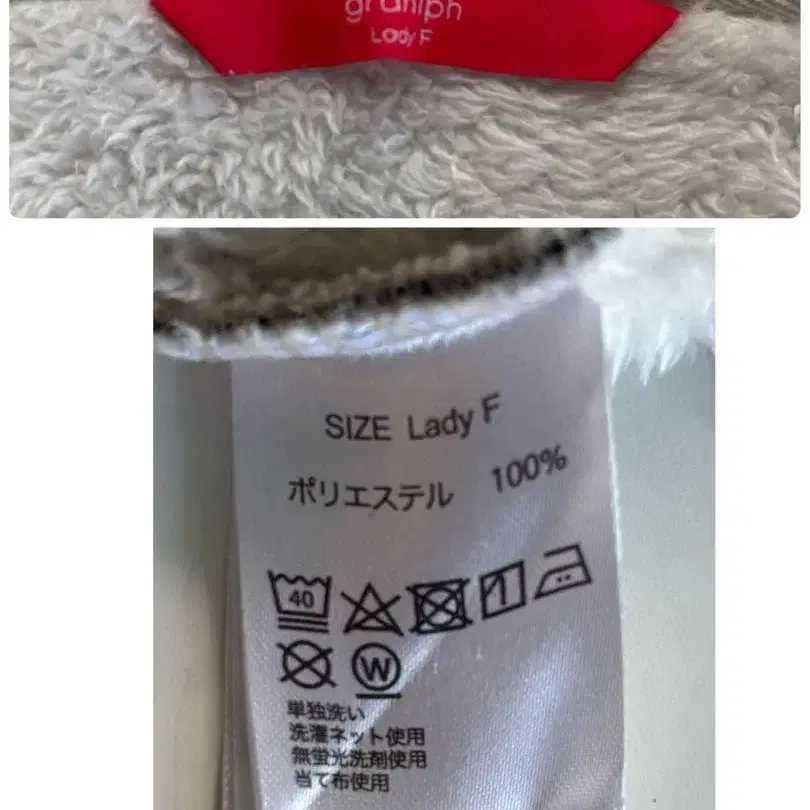 graniph
Lady F
SIZE Lady F
ポリエステル 100%
40
W
単独洗い
洗濯ネット使用
無蛍光洗剤使用
当て布使用